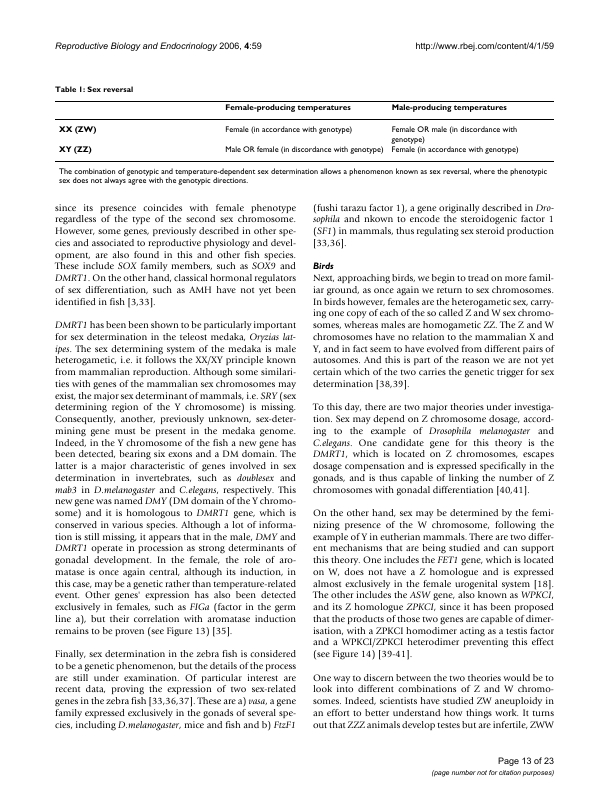 Reproductive Biology and Endocrinology 2006, 4:59
http://www.rbej.com/content/4/1/59
Table 1: Sex reversal
Female-producing temperatures
Male-producing temperatures
XX (ZW)
Female (in accordance with genotype)
Female OR male (in discordance with
genotype)
XY (ZZ)
Male OR female (in discordance with genotype)
Female (in accordance with genotype)
The combination of genotypic and temperature-dependent sex determination allows a phenomenon known as sex reversal, where the phenotypic
sex does not always agree with the genotypic directions.
since its presence coincides with female phenotype
regardless of the type of the second sex chromosome.
However, some genes, previously described in other spe-
cies and associated to reproductive physiology and devel-
opment, are also found in this and other fish species.
These include SOX family members, such as SOX9 and
DMRT1. On the other hand, classical hormonal regulators
of sex differentiation, such as AMH have not yet been
identified in fish [3,33].
DMRT1 has been been shown to be particularly important
for sex determination in the teleost medaka, Oryzias lat-
ipes. The sex determining system of the medaka is male
heterogametic, i.e. it follows the XX/XY principle known
from mammalian reproduction. Although some similari-
ties with genes of the mammalian sex chromosomes may
exist, the major sex determinant of mammals, i.e. SRY (sex
determining region of the Y chromosome) is missing.
Consequently, another, previously unknown, sex-deter-
mining gene must be present in the medaka genome.
Indeed, in the Y chromosome of the fish a new gene has
been detected, bearing six exons and a DM domain. The
latter is a major characteristic of genes involved in sex
determination in invertebrates, such as doublesex and
mab3 in D.melanogaster and C.elegans, respectively. This
new gene was named DMY (DM domain of the Y chromo-
some) and it is homologous to DMRT1 gene, which is
conserved in various species. Although a lot of informa-
tion is still missing, it appears that in the male, DMY and
DMRT1 operate in procession as strong determinants of
gonadal development. In the female, the role of aro-
matase is once again central, although its induction, in
this case, may be a genetic rather than temperature-related
event. Other genes' expression has also been detected
exclusively in females, such as FIGa (factor in the germ
line a), but their correlation with aromatase induction
remains to be proven (see Figure 13) [35].
Finally, sex determination in the zebra fish is considered
to be a genetic phenomenon, but the details of the process
are still under examination. Of particular interest are
recent data, proving the expression of two sex-related
genes in the zebra fish [33,36,37]. These are a) vasa, a gene
family expressed exclusively in the gonads of several spe-
cies, including D.melanogaster, mice and fish and b) FtzF1
(fushi tarazu factor 1), a gene originally described in Dro-
sophila and nkown to encode the steroidogenic factor 1
(SF1) in mammals, thus regulating sex steroid production
[33,36].
Birds
Next, approaching birds, we begin to tread on more famil-
iar ground, as once again we return to sex chromosomes.
In birds however, females are the heterogametic sex, carry-
ing one copy of each of the so called Z and W sex chromo-
somes, whereas males are homogametic ZZ. The Z and W
chromosomes have no relation to the mammalian X and
Y, and in fact seem to have evolved from different pairs of
autosomes. And this is part of the reason we are not yet
certain which of the two carries the genetic trigger for sex
determination [38,39].
To this day, there are two major theories under investiga-
tion. Sex may depend on Z chromosome dosage, accord-
ing to the example of Drosophila melanogaster and
C.elegans. One candidate gene for this theory is the
DMRT1, which is located on Z chromosomes, escapes
dosage compensation and is expressed specifically in the
gonads, and is thus capable of linking the number of Z
chromosomes with gonadal differentiation [40,41].
On the other hand, sex may be determined by the femi-
nizing presence of the W chromosome, following the
example of Y in eutherian mammals. There are two differ-
ent mechanisms that are being studied and can support
this theory. One includes the FET1 gene, which is located
on W, does not have a Z homologue and is expressed
almost exclusively in the female urogenital system [18].
The other includes the ASW gene, also known as WPKCI,
and its Z homologue ZPKCI, since it has been proposed
that the products of those two genes are capable of dimer-
isation, with a ZPKCI homodimer acting as a testis factor
and a WPKCI/ZPKCI heterodimer preventing this effect
(see Figure 14) [39-41].
One way to discern between the two theories would be to
look into different combinations of Z and W chromo-
somes. Indeed, scientists have studied ZW aneuploidy in
an effort to better understand how things work. It turns
out that ZZZ animals develop testes but are infertile, ZWW
Page 13 of 23
(page number not for citation purposes)